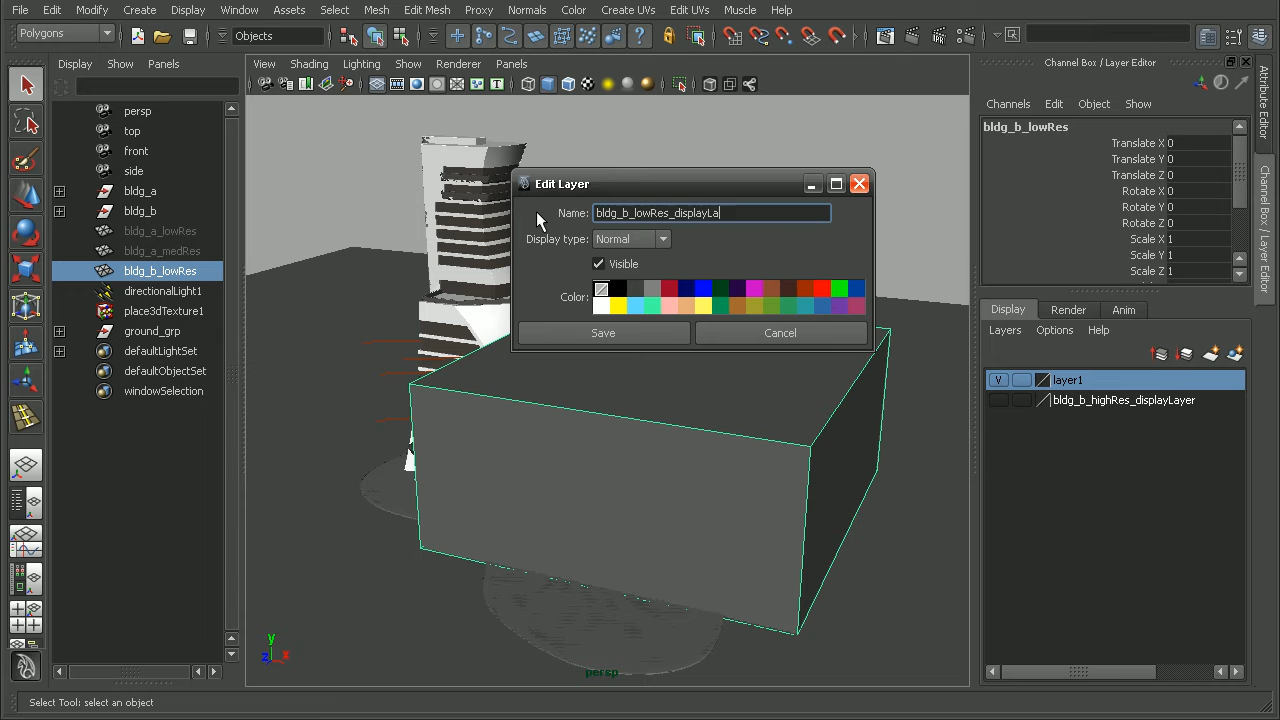 File Edit Modify Create Display Window Assets Select Mesh Edit Mesh Proxy Normals Color Create UVs Edit UVs Muscle Help
Polygons Objects
Display Show Panels
View Shading Lighting Show Renderer Panels
Channel Box / Layer Editor
Channels Edit Object Show
persp
top
front
side
bldg_a
bldg_b
bldg_a_lowRes
bldg_a_medRes
bldg_b_lowRes
directionalLight1
place3dTexture1
ground_grp
defaultLightSet
defaultObjectSet
windowSelection
Edit Layer
Name: bldg_b_lowRes_displayLa
Display type: Normal
Visible
Color:
Save Cancel
persp
y
z x
bldg_b_lowRes
Translate X 0
Translate Y 0
Translate Z 0
Rotate X 0
Rotate Y 0
Rotate Z 0
Scale X 1
Scale Y 1
Scale Z 1
Display Render Anim
Layers Options Help
V layer1
bldg_b_highRes_displayLayer
Attribute Editor
Channel Box / Layer Editor
Select Tool: select an object